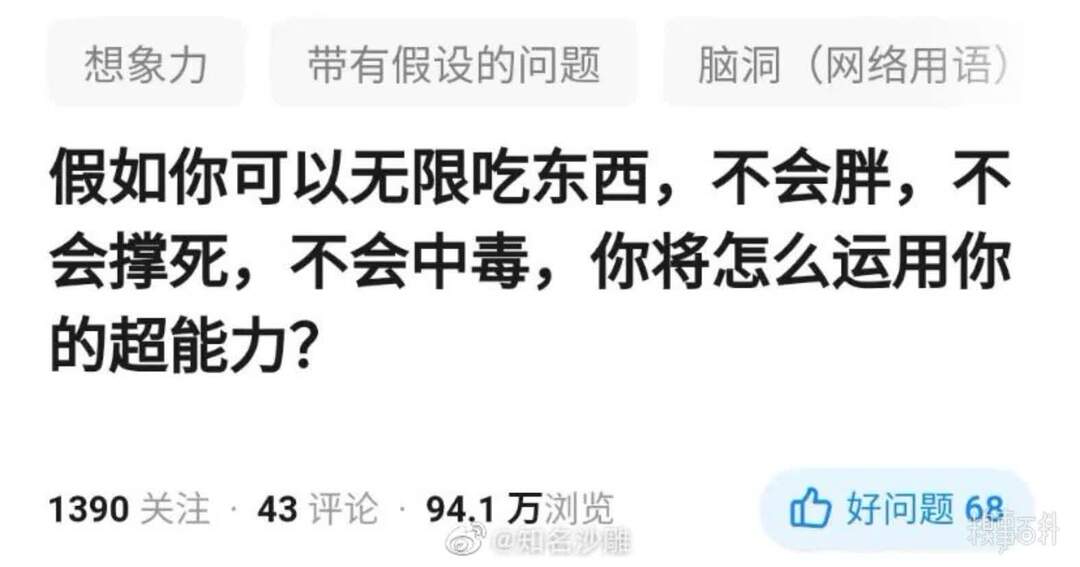 想象力 带有假设的问题 脑洞（网络用语）
假如你可以无限吃东西，不会胖，不
会撑死，不会中毒，你将怎么运用你
的超能力？
1390 关注 · 43 评论 · 94.1 万浏览 好问题 68
@知名沙雕
糗事百科